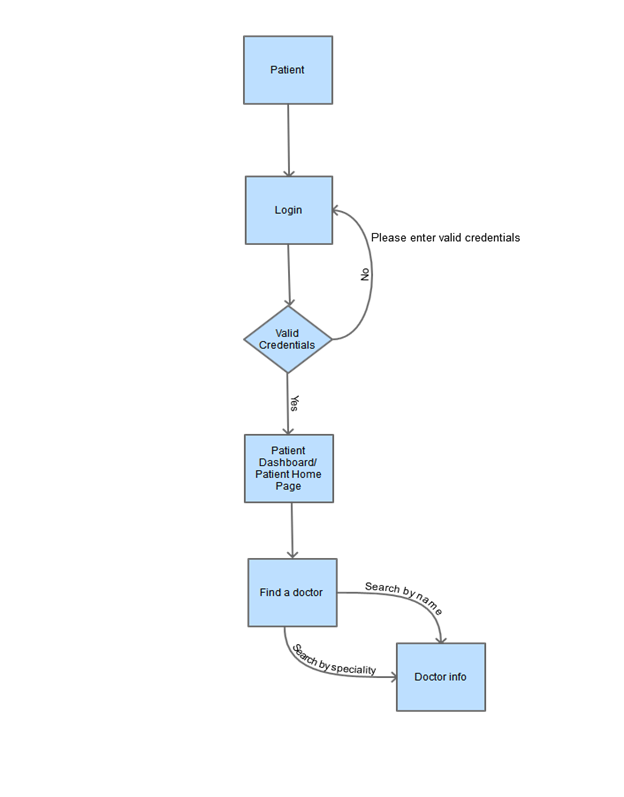 Patient
Login
Please enter valid credentials
No
Valid
Credentials
Yes
Patient
Dashboard/
Patient Home
Page
Find a doctor
Search by name
Search by speciality
Doctor info